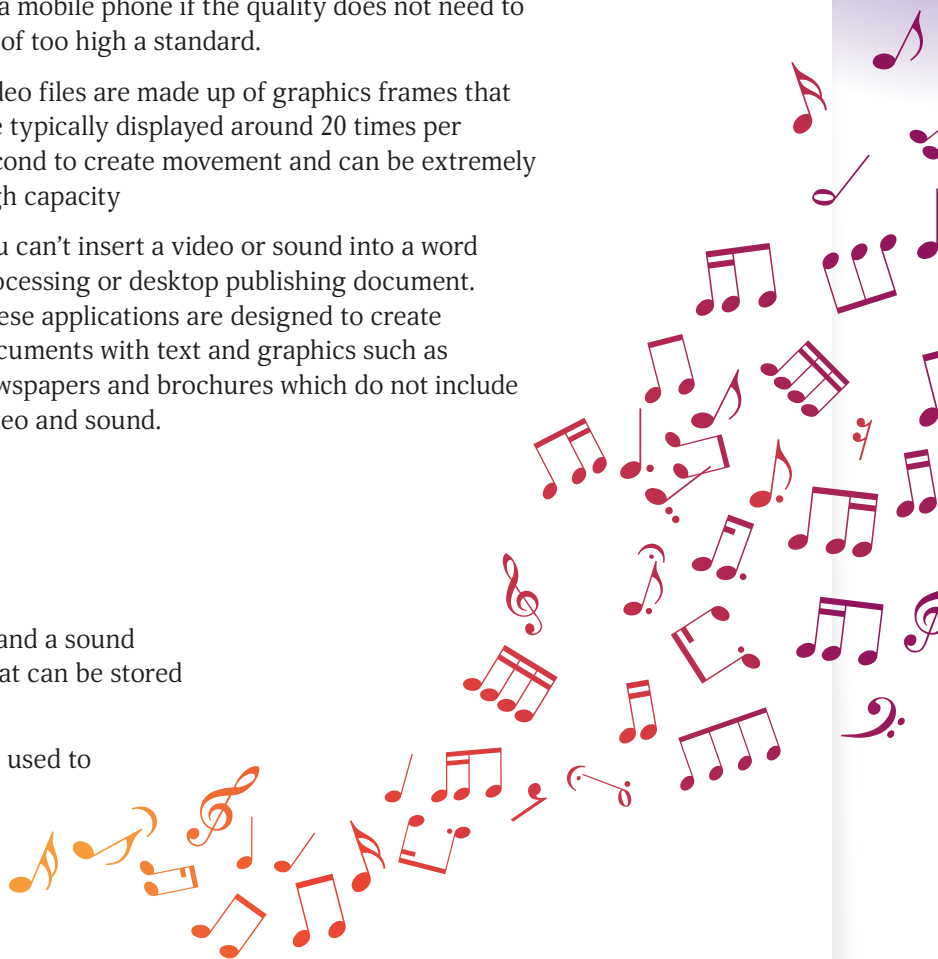 a mobile phone if the quality does not need to
of too high a standard.
deo files are made up of graphics frames that
e typically displayed around 20 times per
cond to create movement and can be extremely
gh capacity
u can’t insert a video or sound into a word
ocessing or desktop publishing document.
ese applications are designed to create
cuments with text and graphics such as
wspapers and brochures which do not include
deo and sound.
and a sound
at can be stored
used to